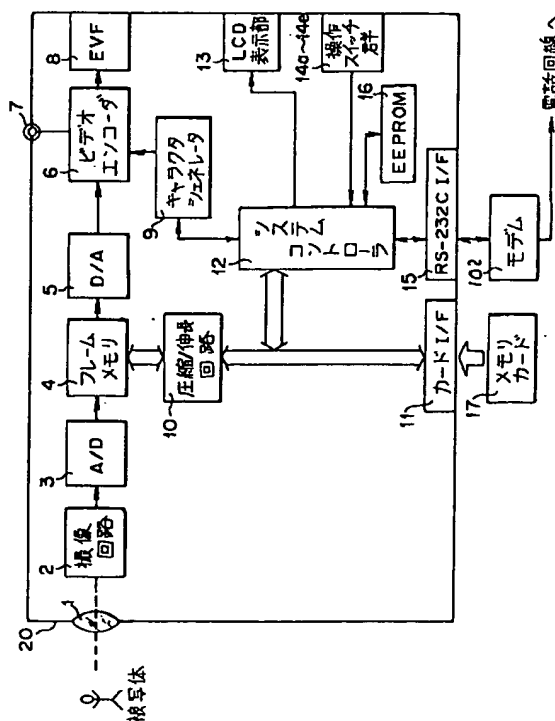 20
1
被写体
2
撮像
回路
3
A/D
4
フレーム
メモリ
5
D/A
6
ビデオ
エンコーダ
7
8
EVF
9
キャラクタ
ジェネレータ
10
圧縮/伸長
回路
12
システム
コントローラ
13
LCD
表示部
14a~14e
操作
スイッチ
群
16
EEPROM
11
カード I/F
15
RS-232C I/F
17
メモリ
カード
102
モデム
電話回線へ